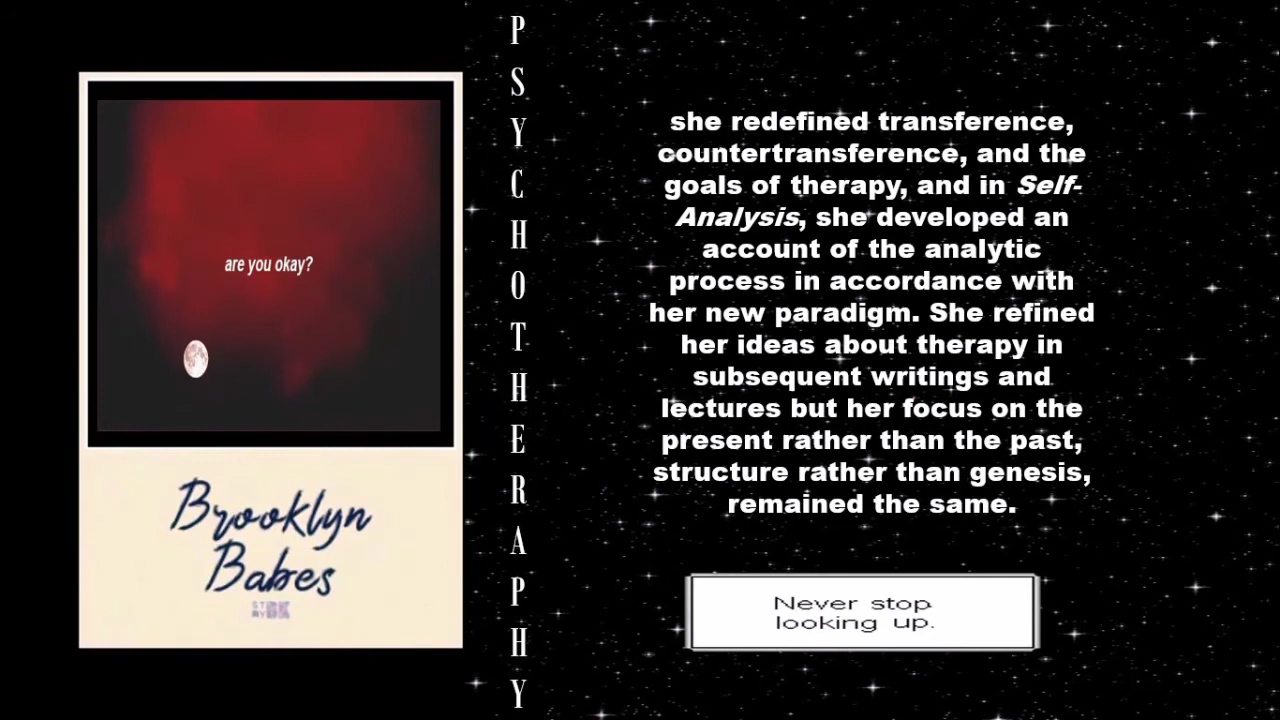 are you okay?
Brooklyn
Babes
P
S
Y
C
H
O
T
H
E
R
A
P
H
Y
she redefined transference,
countertransference, and the
goals of therapy, and in Self-
Analysis, she developed an
account of the analytic
process in accordance with
her new paradigm. She refined
her ideas about therapy in
subsequent writings and
lectures but her focus on the
present rather than the past,
structure rather than genesis,
remained the same.
Never stop
looking up.